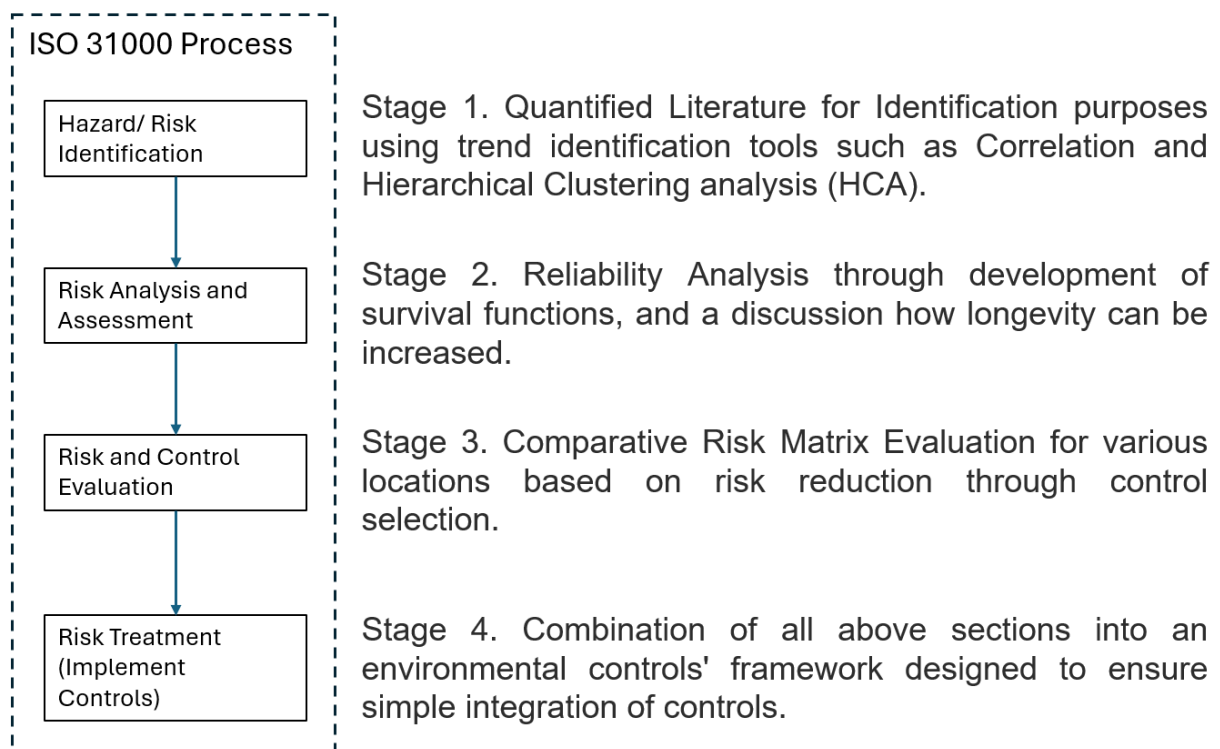 ISO 31000 Process
Hazard/ Risk
Identification
Stage 1. Quantified Literature for Identification purposes
using trend identification tools such as Correlation and
Hierarchical Clustering analysis (HCA).
Risk Analysis and
Assessment
Stage 2. Reliability Analysis through development of
survival functions, and a discussion how longevity can be
increased.
Risk and Control
Evaluation
Stage 3. Comparative Risk Matrix Evaluation for various
locations based on risk reduction through control
selection.
Risk Treatment
(Implement
Controls)
Stage 4. Combination of all above sections into an
environmental controls' framework designed to ensure
simple integration of controls.